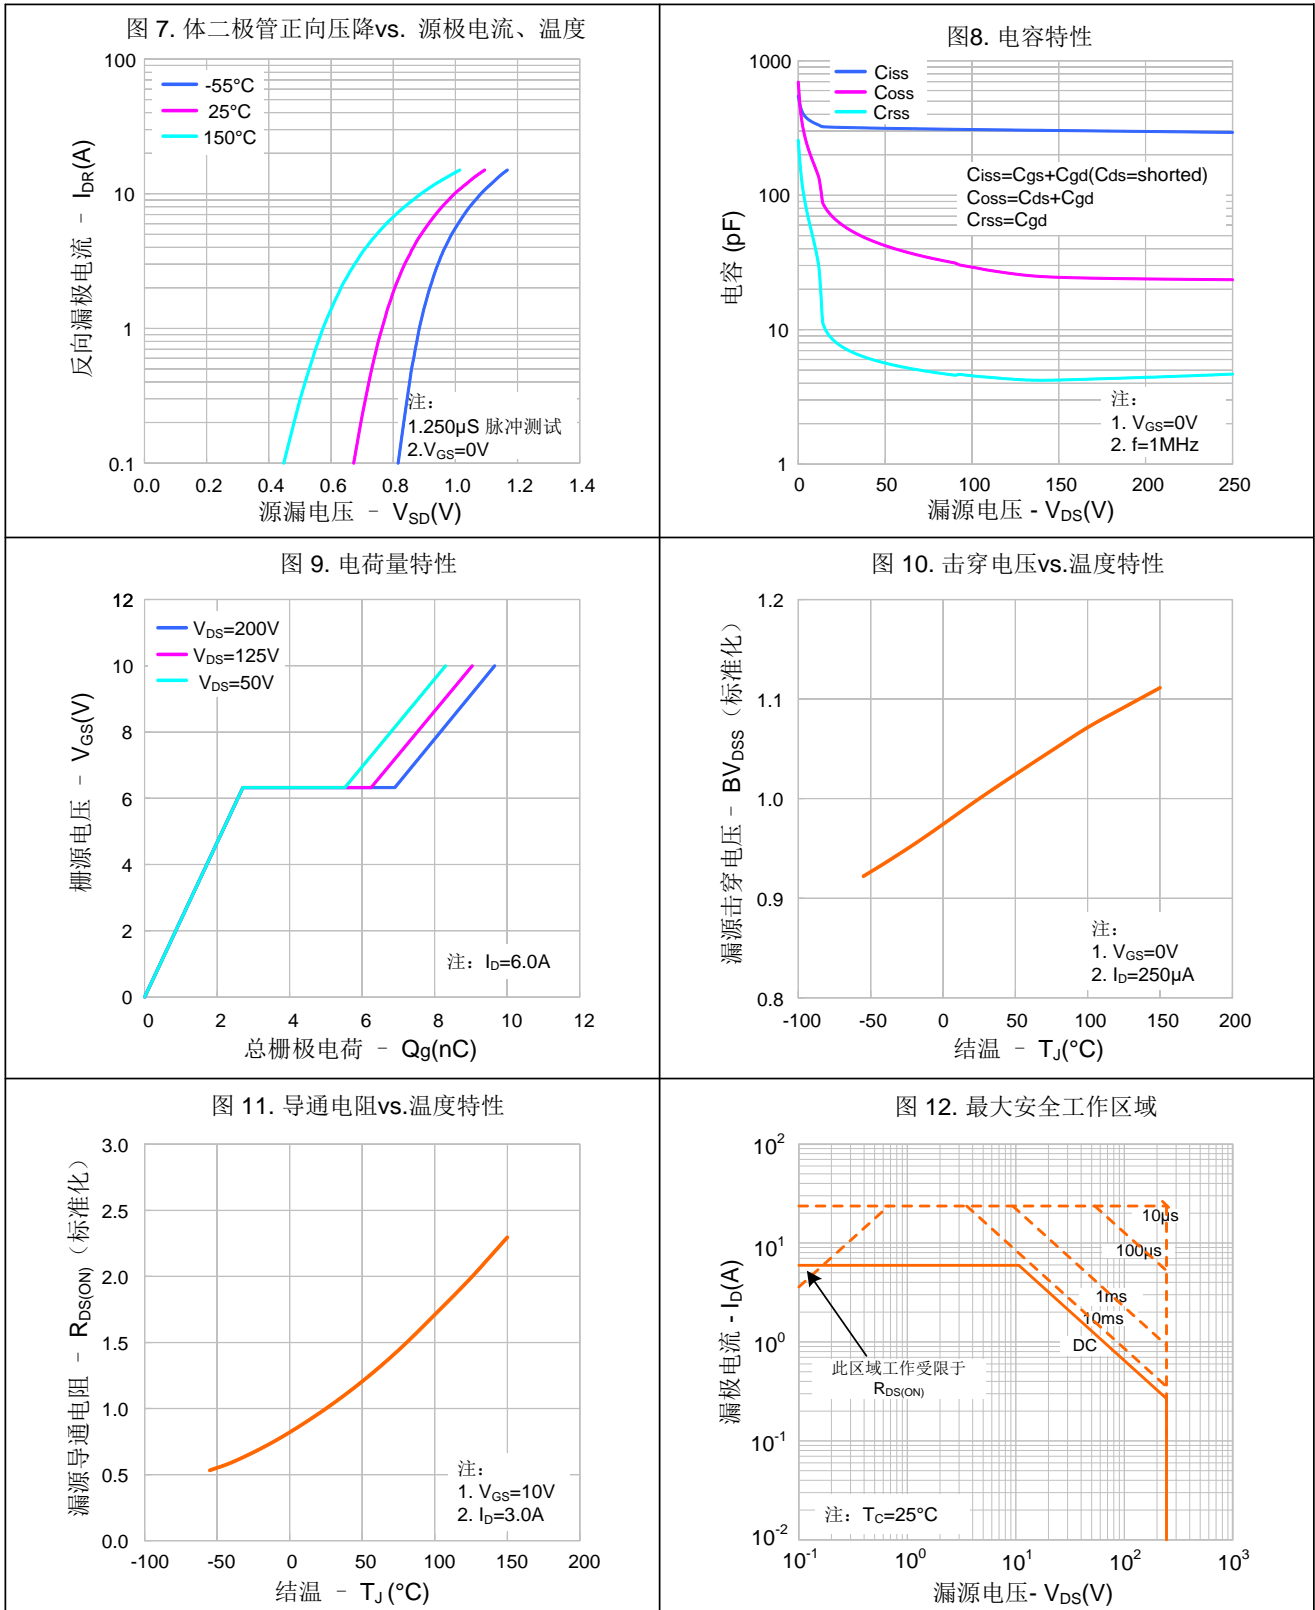 图 7. 体二极管正向压降vs. 源极电流、温度
反向漏极电流 – IDR(A)
100
10
1
0.1
-55°C
25°C
150°C
注：
1.250µS 脉冲测试
2.VGS=0V
0.0 0.2 0.4 0.6 0.8 1.0 1.2 1.4
源漏电压 – VSD(V)
图8. 电容特性
电容 (pF)
1000
100
10
1
Ciss
Coss
Crss
Ciss=Cgs+Cgd(Cds=shorted)
Coss=Cds+Cgd
Crss=Cgd
注：
1. VGS=0V
2. f=1MHz
0 50 100 150 200 250
漏源电压 - VDS(V)
图 9. 电荷量特性
栅源电压 – VGS(V)
12
10
8
6
4
2
0
VDS=200V
VDS=125V
VDS=50V
注：ID=6.0A
0 2 4 6 8 10 12
总栅极电荷 – Qg(nC)
图 10. 击穿电压vs.温度特性
漏源击穿电压 – BVDSS（标准化）
1.2
1.1
1.0
0.9
0.8
注：
1. VGS=0V
2. ID=250µA
-100 -50 0 50 100 150 200
结温 – TJ(°C)
图 11. 导通电阻vs.温度特性
漏源导通电阻 – RDS(ON)（标准化）
3.0
2.5
2.0
1.5
1.0
0.5
0.0
注：
1. VGS=10V
2. ID=3.0A
-100 -50 0 50 100 150 200
结温 – TJ (°C)
图 12. 最大安全工作区域
漏极电流 - ID(A)
10²
10¹
10⁰
10⁻¹
10⁻²
10µs
100µs
1ms
10ms
DC
此区域工作受限于
RDS(ON)
注：TC=25°C
10⁻¹ 10⁰ 10¹ 10² 10³
漏源电压- VDS(V)